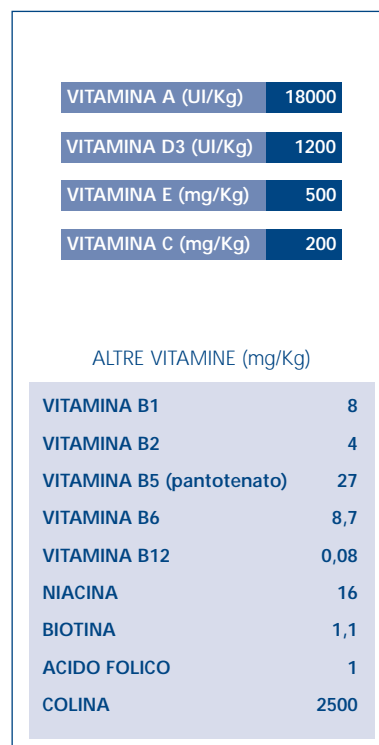 VITAMINA A (UI/Kg) 18000
VITAMINA D3 (UI/Kg) 1200
VITAMINA E (mg/Kg) 500
VITAMINA C (mg/Kg) 200
ALTRE VITAMINE (mg/Kg)
VITAMINA B1 8
VITAMINA B2 4
VITAMINA B5 (pantotenato) 27
VITAMINA B6 8,7
VITAMINA B12 0,08
NIACINA 16
BIOTINA 1,1
ACIDO FOLICO 1
COLINA 2500